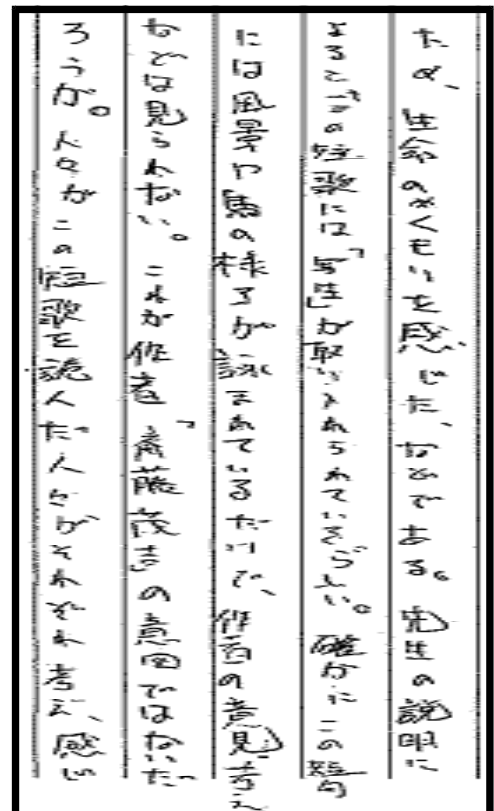 た」「生命のぬくもりを感じた」などである。先生の説明に
よるとこの短歌には「写生」が取り入れられているらしい。確かにこの短句
には風景や馬の様子が詠まれているだけで、作者の意見、考え
などは見られない。これが作者、斎藤茂吉の意図ではないだ
ろうか。人々がこの短歌を読んだ人々がそれぞれ考え、感じ